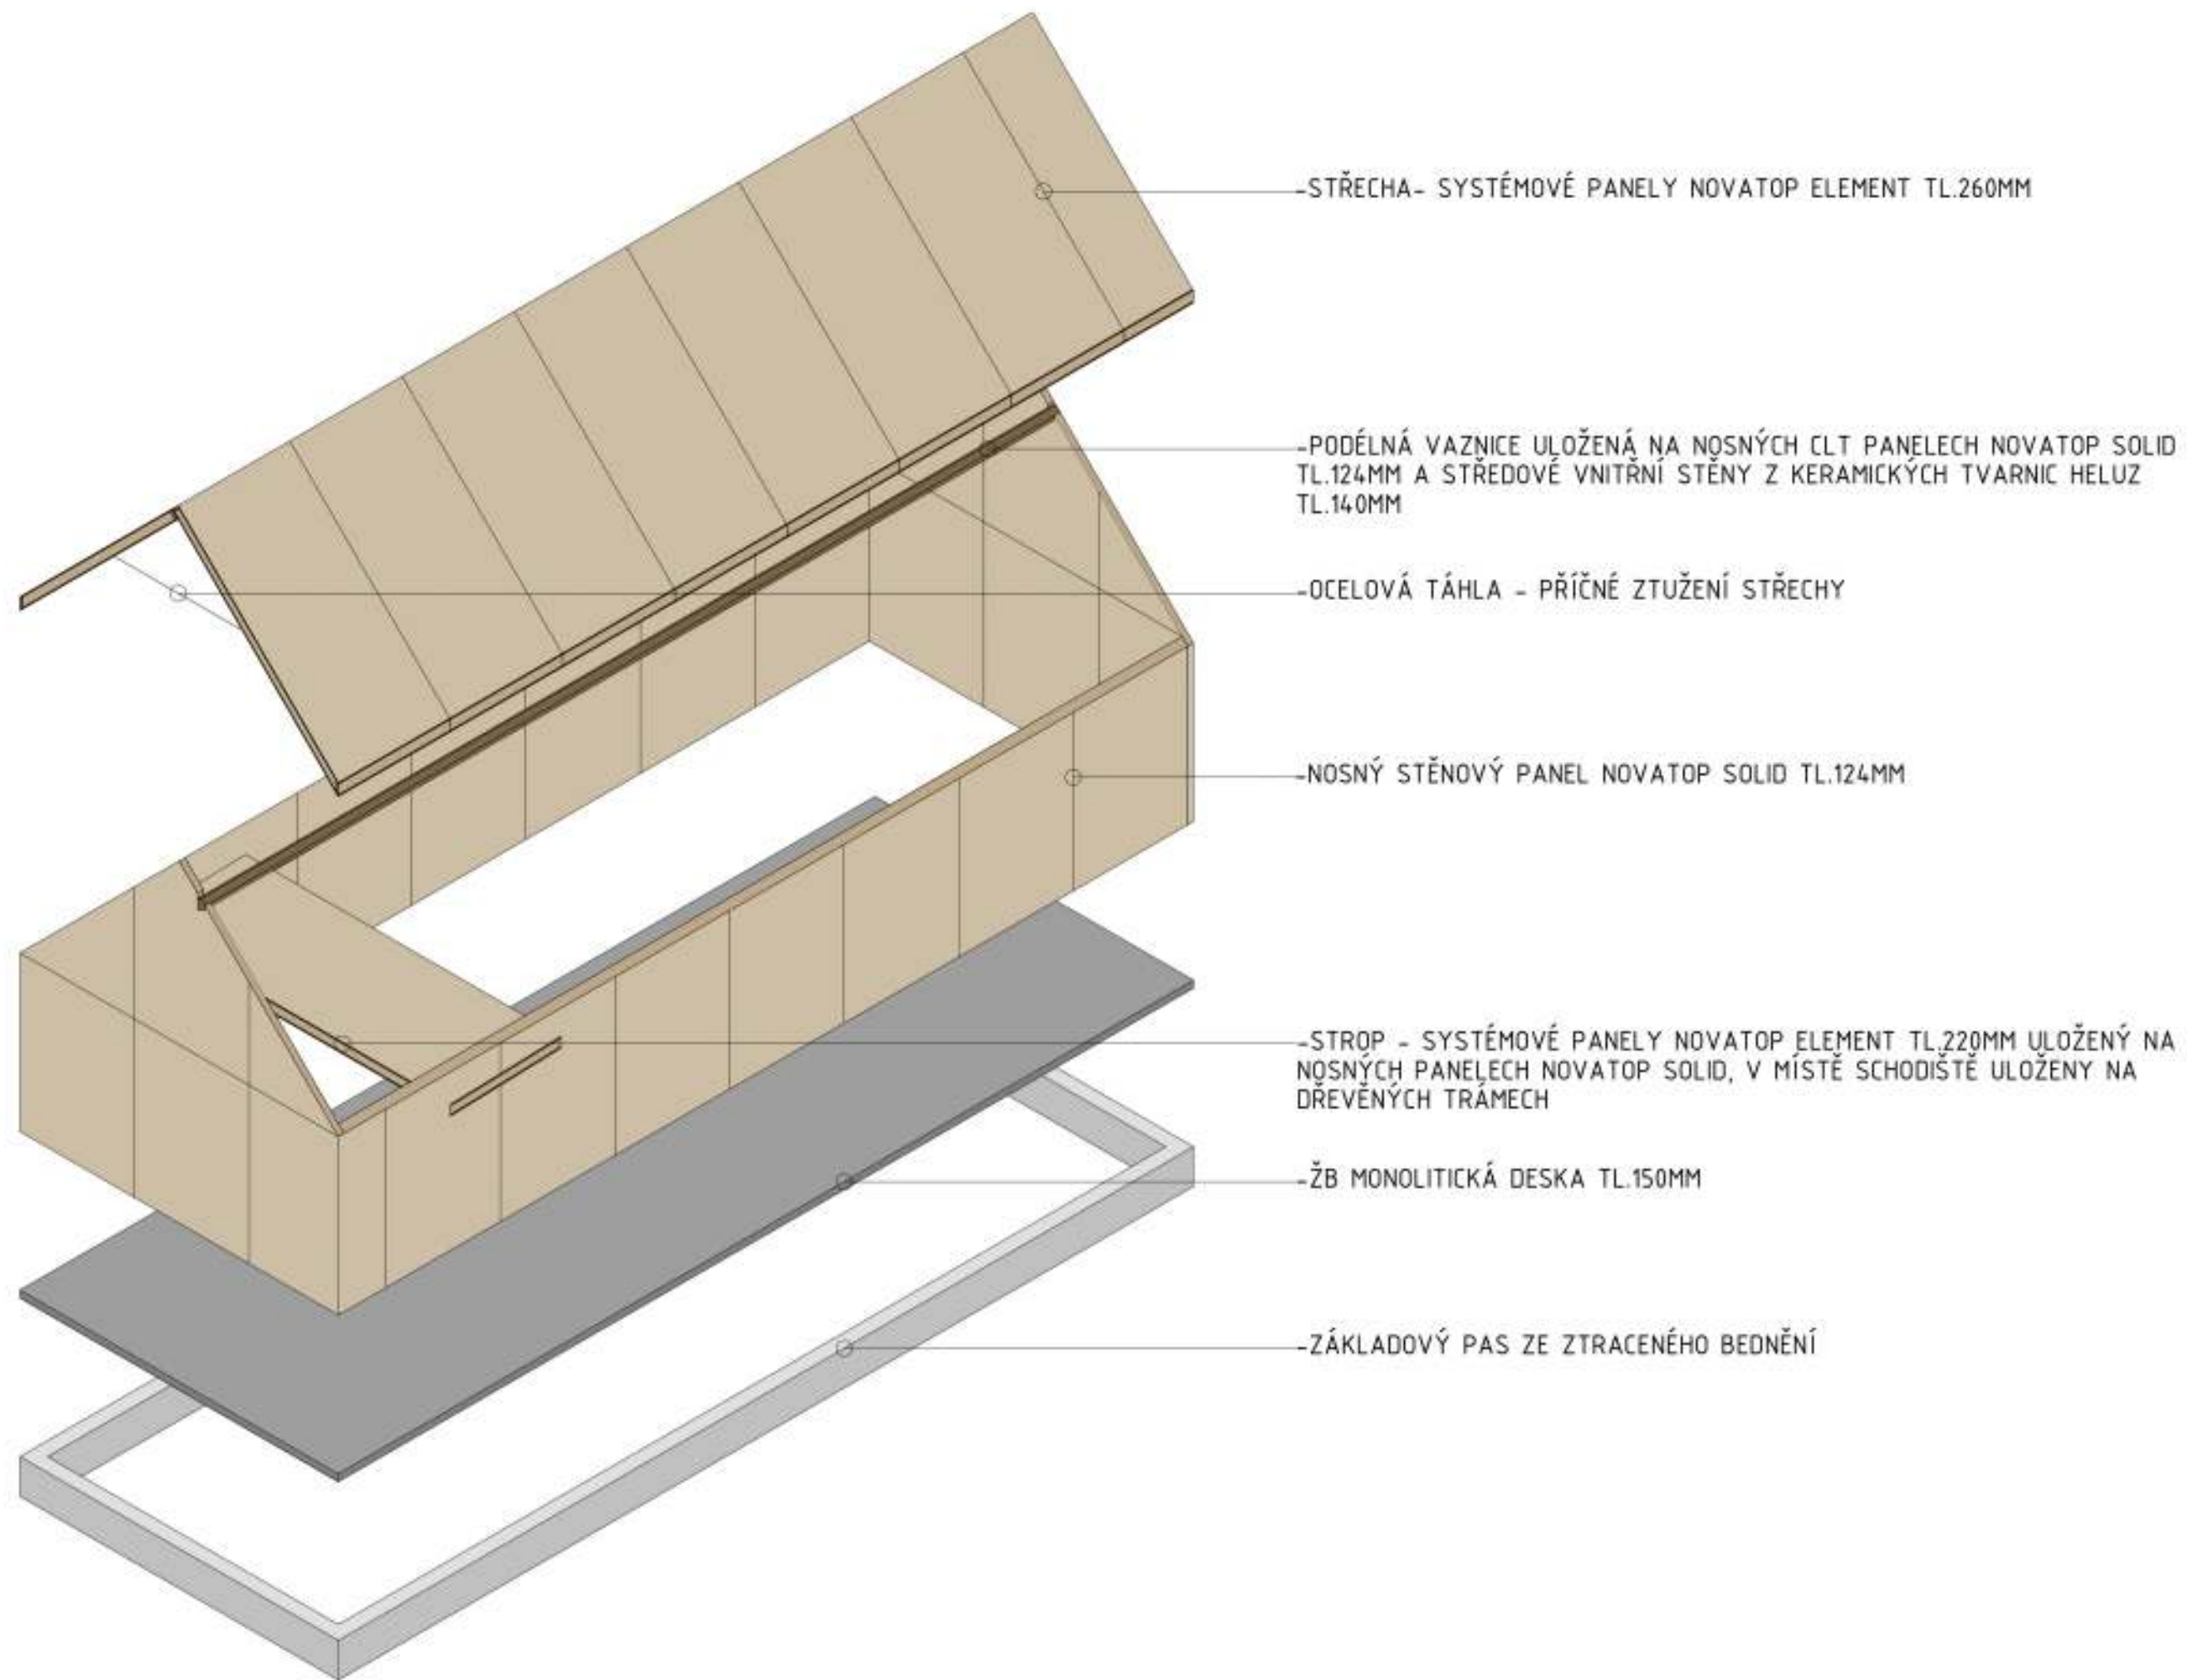 -STŘECHA- SYSTÉMOVÉ PANELY NOVATOP ELEMENT TL.260MM
-PODÉLNÁ VAZNICE ULOŽENÁ NA NOSNÝCH CLT PANELECH NOVATOP SOLID
TL.124MM A STŘEDOVÉ VNITŘNÍ STĚNY Z KERAMICKÝCH TVARNIC HELUZ
TL.140MM
-OCELOVÁ TÁHLA - PŘÍČNÉ ZTUŽENÍ STŘECHY
-NOSNÝ STĚNOVÝ PANEL NOVATOP SOLID TL.124MM
-STROP - SYSTÉMOVÉ PANELY NOVATOP ELEMENT TL.220MM ULOŽENÝ NA
NOSNÝCH PANELECH NOVATOP SOLID, V MÍSTĚ SCHODIŠTĚ ULOŽENY NA
DŘEVĚNÝCH TRÁMECH
-ŽB MONOLITICKÁ DESKA TL.150MM
-ZÁKLADOVÝ PAS ZE ZTRACENÉHO BEDNĚNÍ